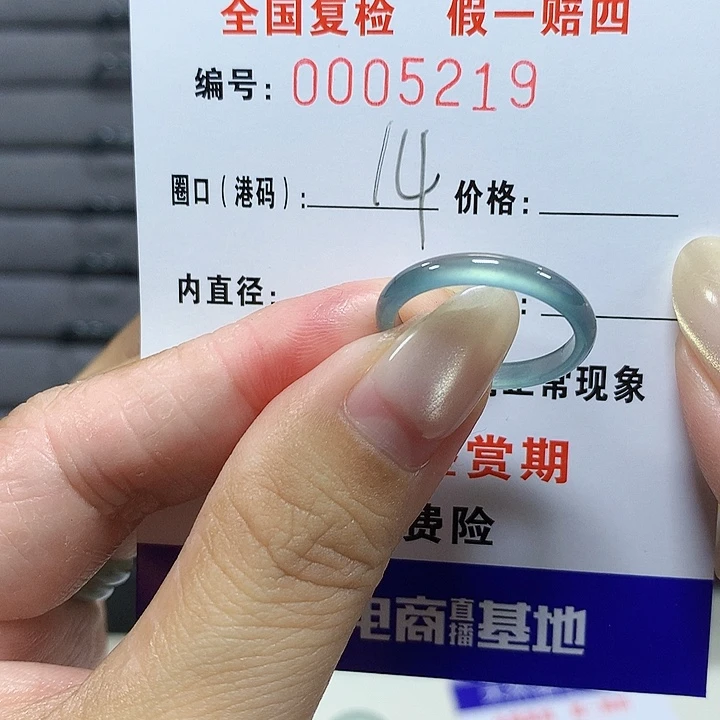 全国复检 假一赔四
编号: 0005219
圈口(港码): 14 价格:
内直径: :
正常现象
赏期
费险
电商直播基地